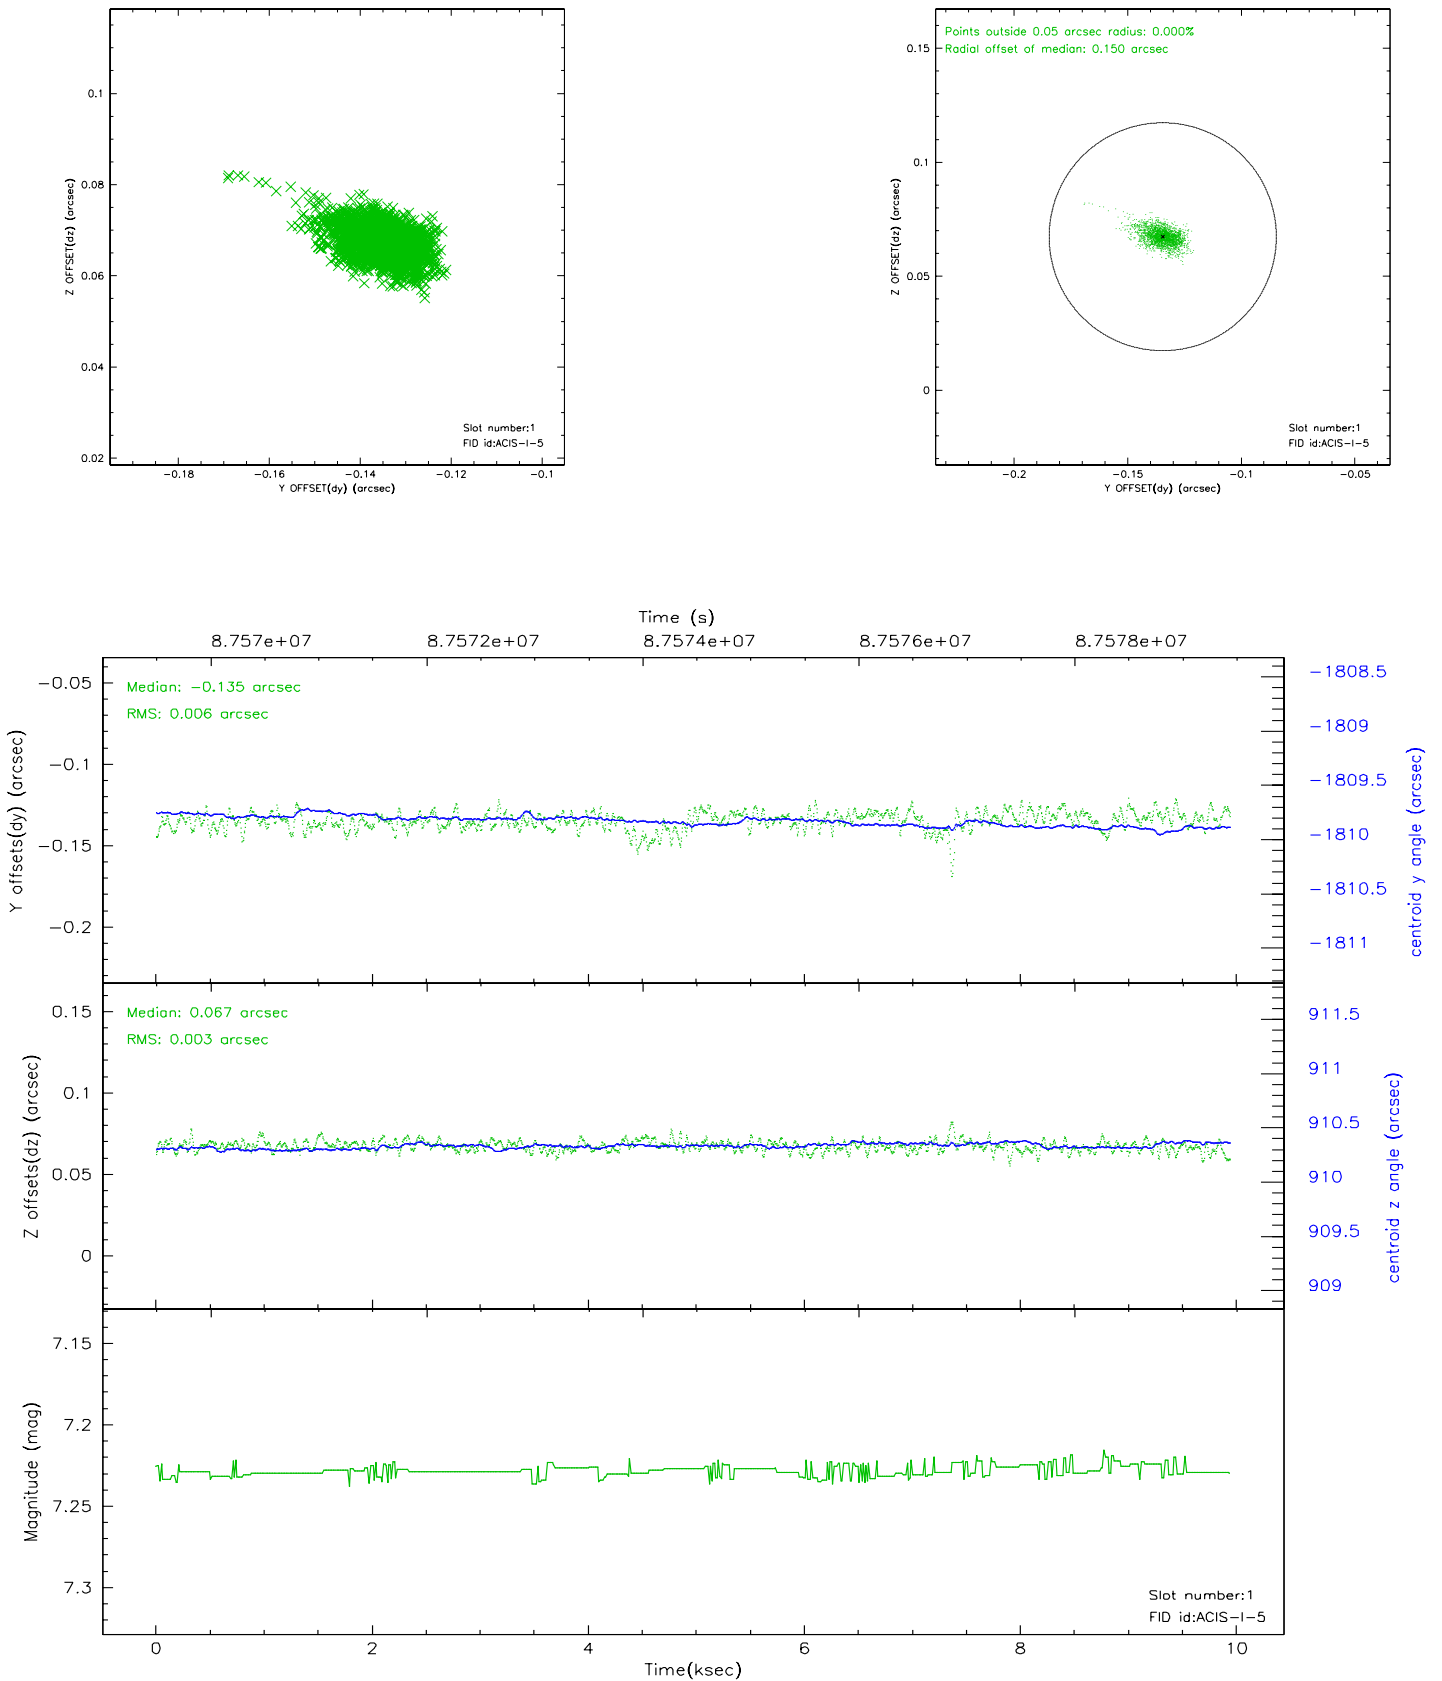 0.1
0.08
0.06
0.04
0.02
Z OFFSET(dz) (arcsec)
Slot number:1
FID id:ACIS-I-5
-0.18 -0.16 -0.14 -0.12 -0.1
Y OFFSET(dy) (arcsec)
Points outside 0.05 arcsec radius: 0.000%
Radial offset of median: 0.150 arcsec
0.15
0.1
0.05
0
Z OFFSET(dz) (arcsec)
Slot number:1
FID id:ACIS-I-5
-0.2 -0.15 -0.1 -0.05
Y OFFSET(dy) (arcsec)
Time (s)
8.757e+07 8.7572e+07 8.7574e+07 8.7576e+07 8.7578e+07
Median: -0.135 arcsec
RMS: 0.006 arcsec
-0.05
-0.1
-0.15
-0.2
Y offsets(dy) (arcsec)
-1808.5
-1809
-1809.5
-1810
-1810.5
-1811
centroid y angle (arcsec)
Median: 0.067 arcsec
RMS: 0.003 arcsec
0.15
0.1
0.05
0
Z offsets(dz) (arcsec)
911.5
911
910.5
910
909.5
909
centroid z angle (arcsec)
7.15
7.2
7.25
7.3
Magnitude (mag)
Slot number:1
FID id:ACIS-I-5
0 2 4 6 8 10
Time(ksec)